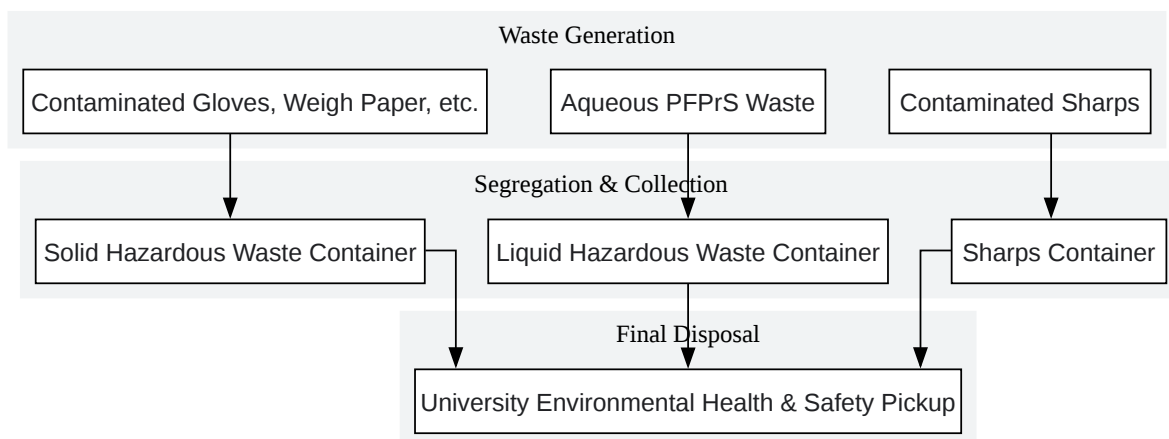 Waste Generation
Contaminated Gloves, Weigh Paper, etc.
Aqueous PFPrS Waste
Contaminated Sharps
Segregation & Collection
Solid Hazardous Waste Container
Liquid Hazardous Waste Container
Sharps Container
Final Disposal
University Environmental Health & Safety Pickup